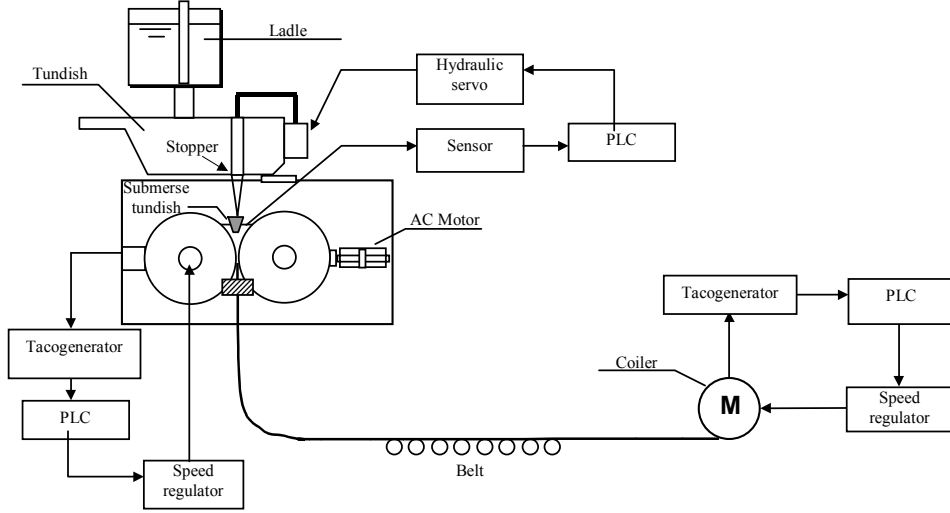 Ladle
Tundish
Hydraulic
servo
PLC
Stopper
Sensor
Submerse
tundish
AC Motor
Tacogenerator
PLC
Tacogenerator
Coiler
M
Speed
regulator
PLC
Speed
regulator
Belt